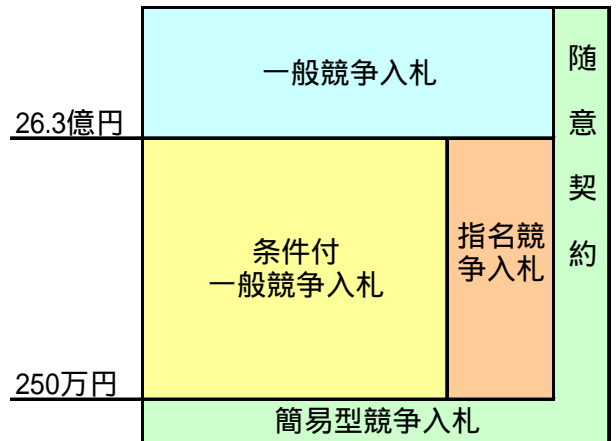 一般競争入札
随意契約
26.3億円
条件付
一般競争入札
指名競
争入札
250万円
簡易型競争入札